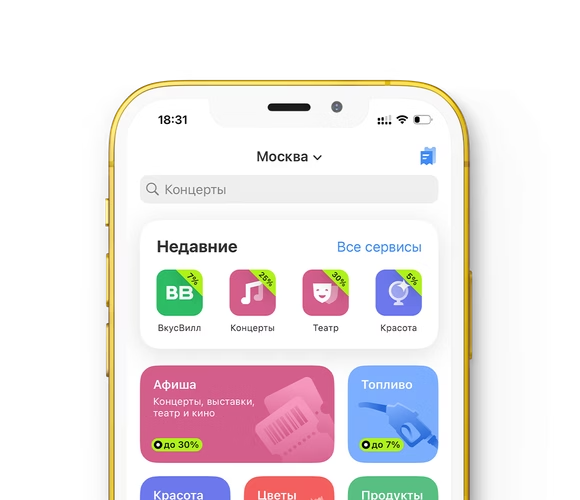 18:31
Москва
Концерты
Недавние
Все сервисы
7%
25%
30%
5%
ВВ
ВкусВилл
Концерты
Театр
Красота
Афиша
Концерты, выставки,
театр и кино
до 30%
Топливо
до 7%
Красота
Цветы
Продукты